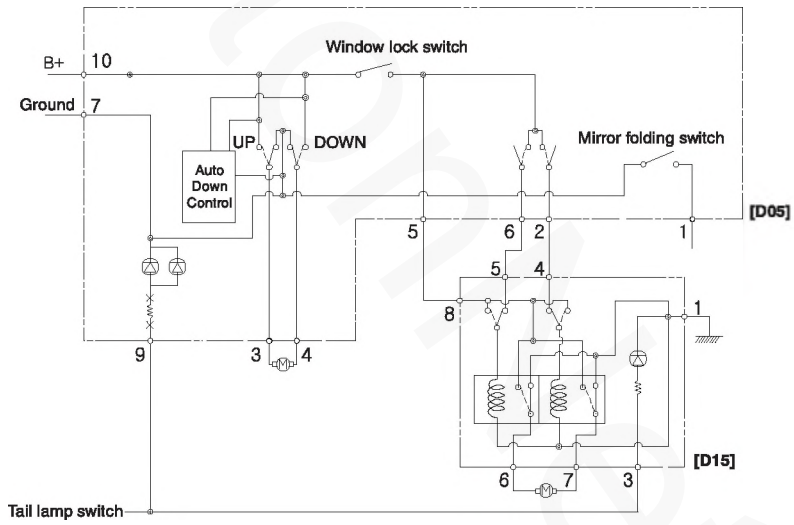 Window lock switch
B+
10
Ground
7
UP
DOWN
Mirror folding switch
Auto
Down
Control
[D05]
5
6
2
1
5
4
8
1
9
3
4
M
[D15]
6
7
3
M
Tail lamp switch